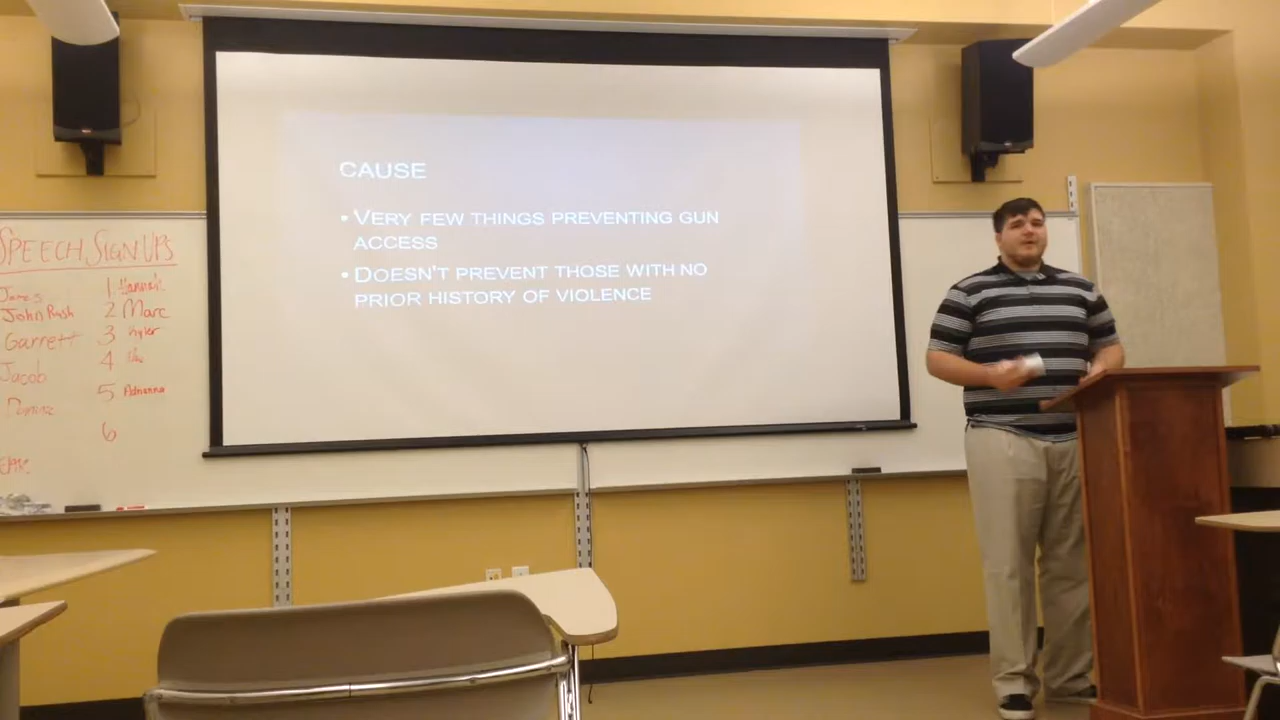 CAUSE
• VERY FEW THINGS PREVENTING GUN
ACCESS
• DOESN'T PREVENT THOSE WITH NO
PRIOR HISTORY OF VIOLENCE
SPEECH SIGN UPS
James
John Rush
Garrett
Jacob
1 Hannah
2 Marc
3 Kyler
4
5 Adrianna
6